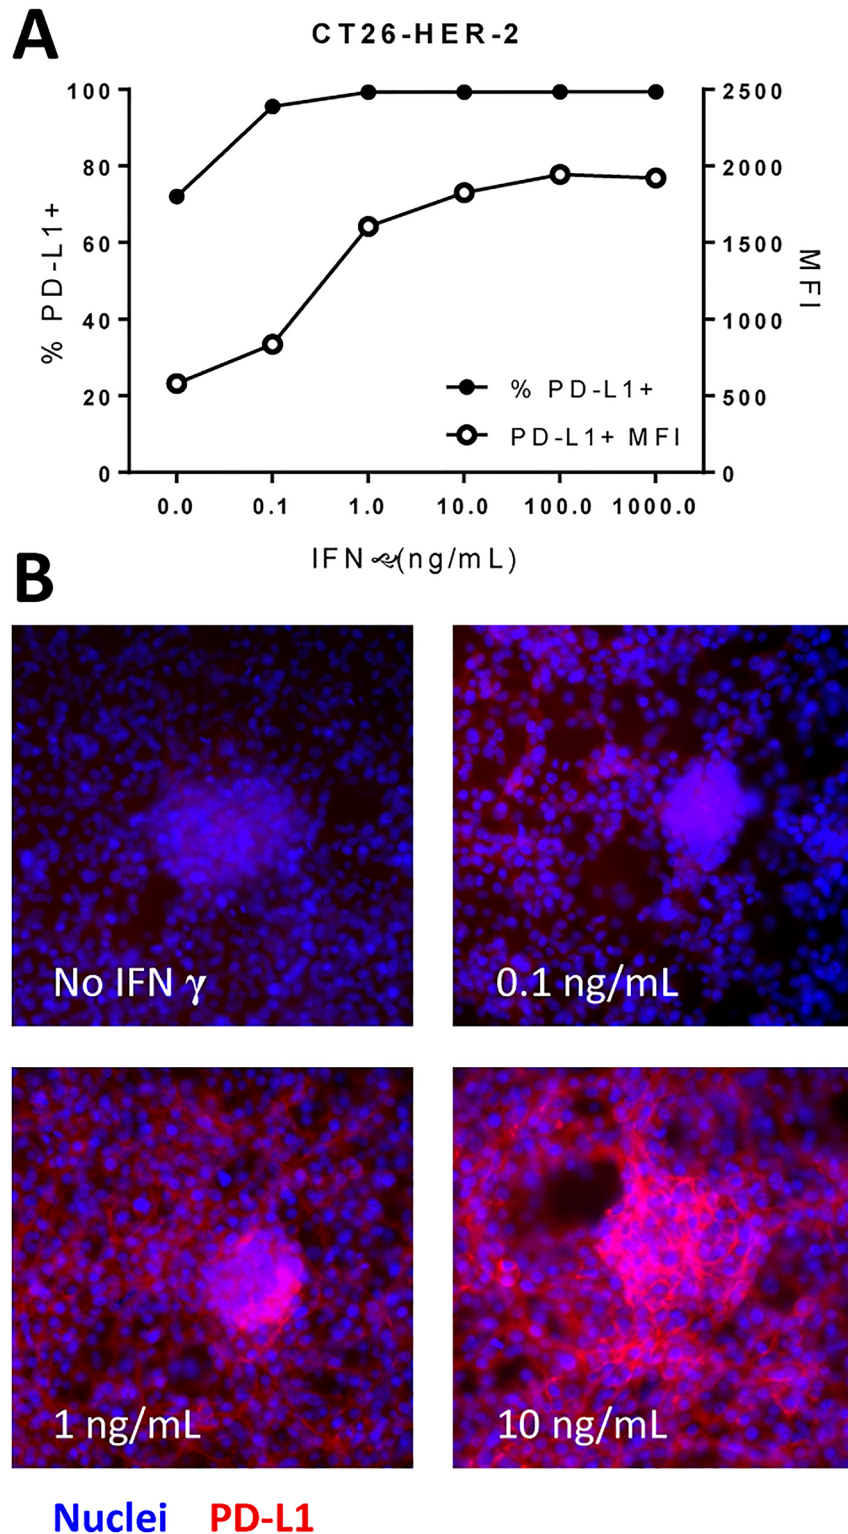 A
CT26-HER-2
100
80
60
40
20
0
% PD-L1+
2500
2000
1500
1000
500
0
MFI
% PD-L1+
PD-L1+ MFI
0.0 0.1 1.0 10.0 100.0 1000.0
IFN (ng/mL)
B
No IFN γ
0.1 ng/mL
1 ng/mL
10 ng/mL
Nuclei PD-L1